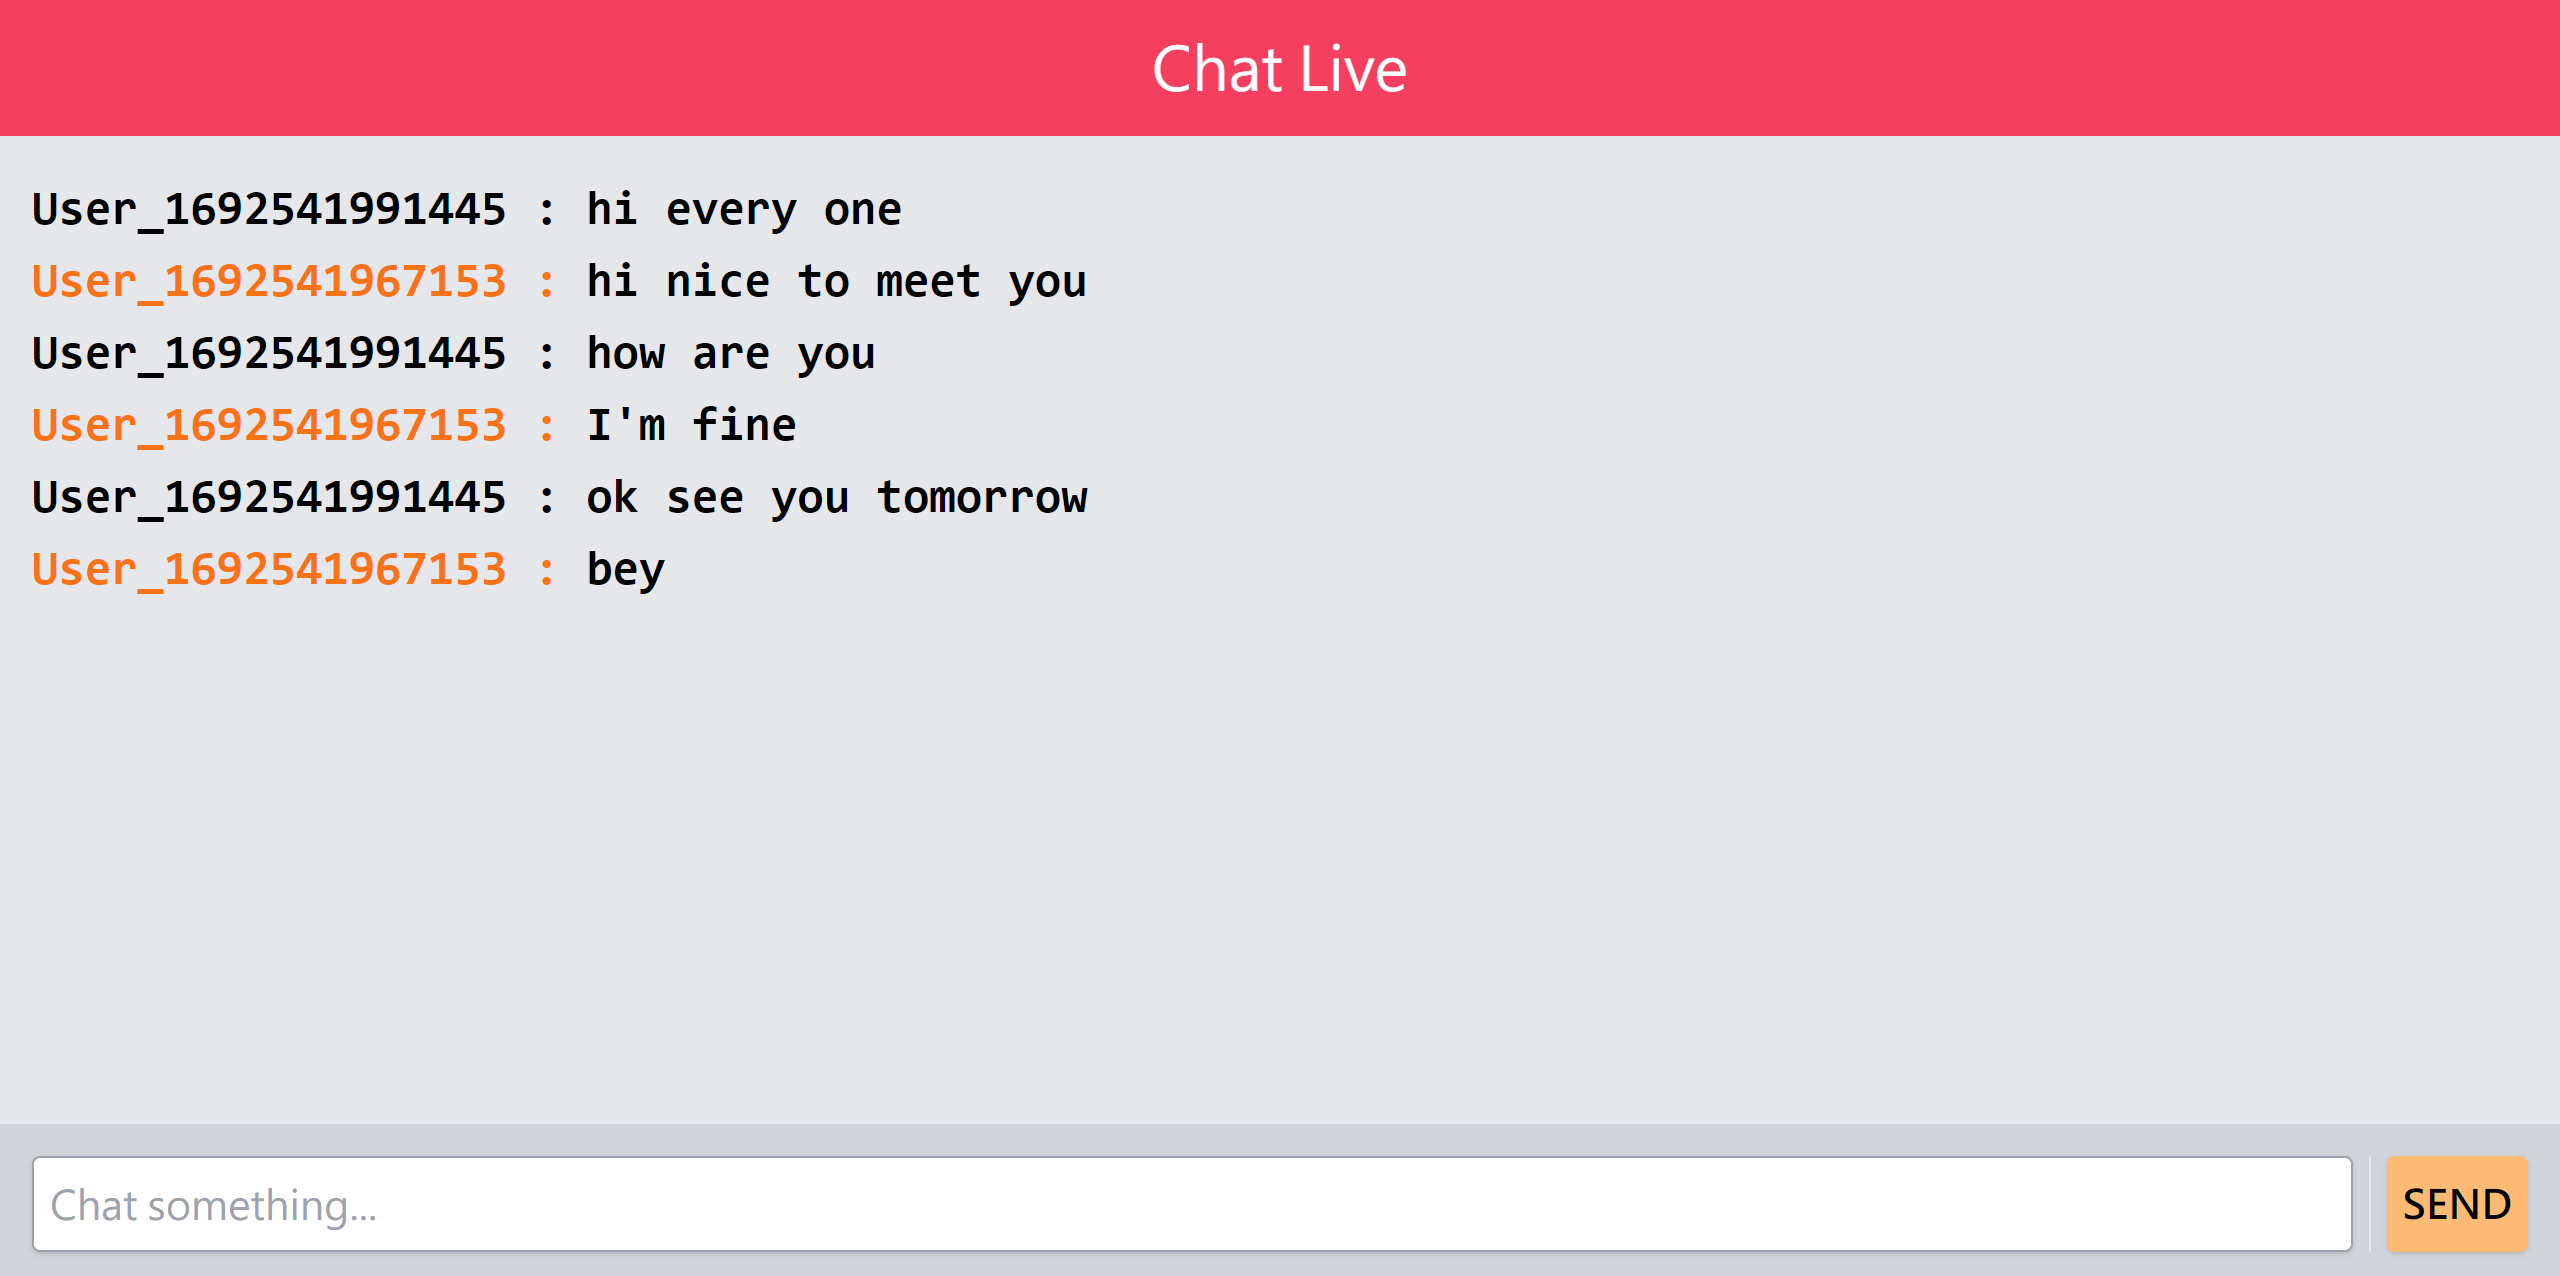 Chat Live
User_1692541991445 : hi every one
User_1692541967153 : hi nice to meet you
User_1692541991445 : how are you
User_1692541967153 : I'm fine
User_1692541991445 : ok see you tomorrow
User_1692541967153 : bey
Chat something...
SEND